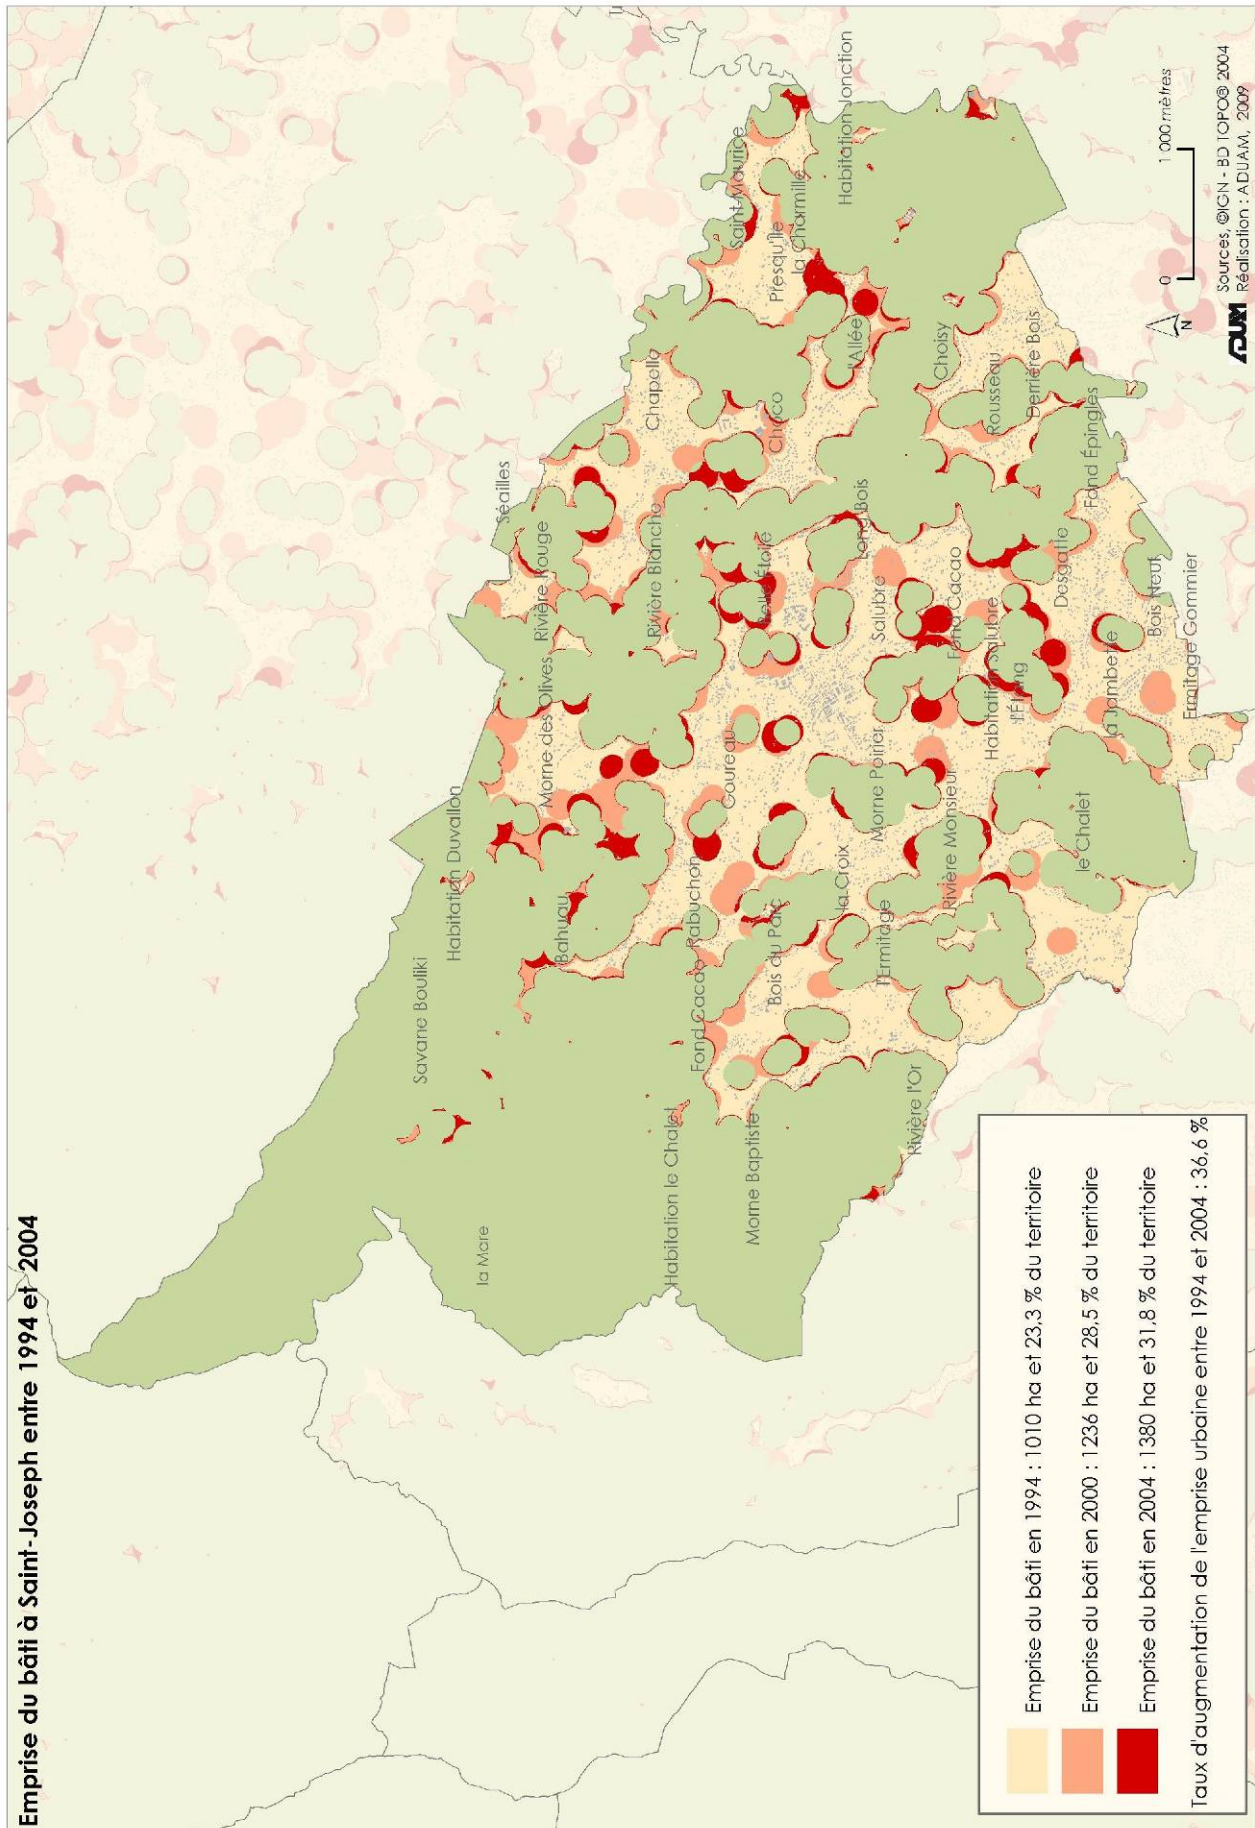 Emprise du bâti à Saint-Joseph entre 1994 et 2004
Savane Bouliki
la Mare
Habitation Duvallon
Bahuau
Morne des Olives
Rivière Rouge
Séailles
Habitation le Chalet
Fond Cacao
Rabuchon
Rivière Blanche
Chapelle
Goureau
Morne Baptiste
Bois du Parc
Belle Étoile
Choco
Saint-Maurice
Presqu'île
la Charmille
Habitation Jonction
la Croix
Long Bois
l'Allée
Morne Poirier
Salubre
l'Ermitage
Rivière l'Or
Rivière Monsieur
Fond Cacao
Choisy
Habitation Salubre
l'Étang
Rousseau
Derrière Bois
Desgatte
le Chalet
la Jambette
Fond Épingles
Bois Neuf
Ermitage Gommier
Emprise du bâti en 1994 : 1010 ha et 23,3 % du territoire
Emprise du bâti en 2000 : 1236 ha et 28,5 % du territoire
Emprise du bâti en 2004 : 1380 ha et 31,8 % du territoire
Taux d'augmentation de l'emprise urbaine entre 1994 et 2004 : 36,6 %
N
0 1 000 mètres
ADUAM
Sources, ©IGN - BD TOPO® 2004
Réalisation : ADUAM, 2009